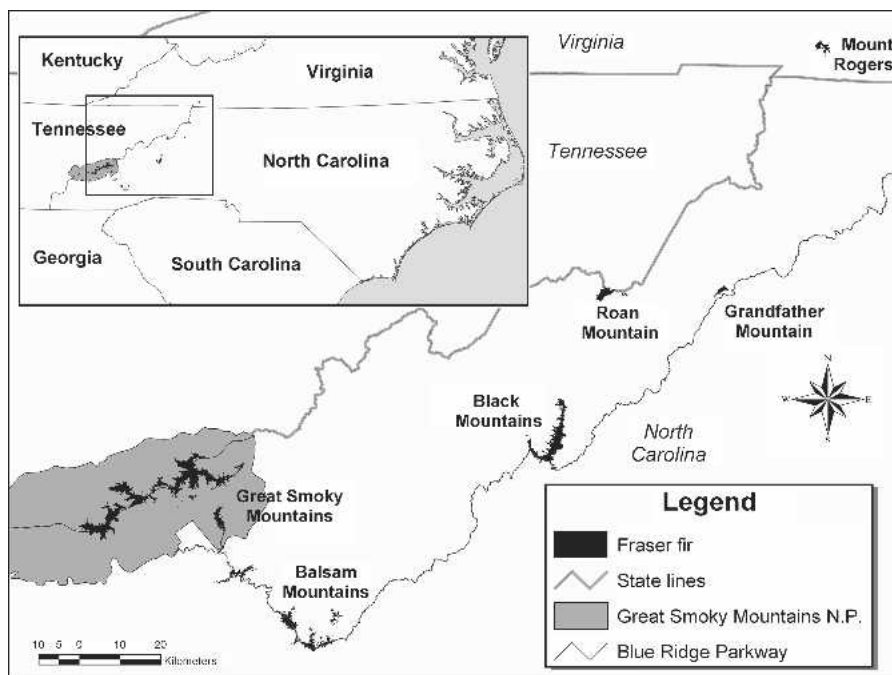 Kentucky
Virginia
Tennessee
North Carolina
Georgia
South Carolina
Virginia
Mount
Rogers
Tennessee
Roan
Mountain
Grandfather
Mountain
N
W
E
S
Black
Mountains
North
Carolina
Great Smoky
Mountains
Balsam
Mountains
Legend
Fraser fir
State lines
Great Smoky Mountains N.P.
Blue Ridge Parkway
10 5 0 10 20
Kilometers